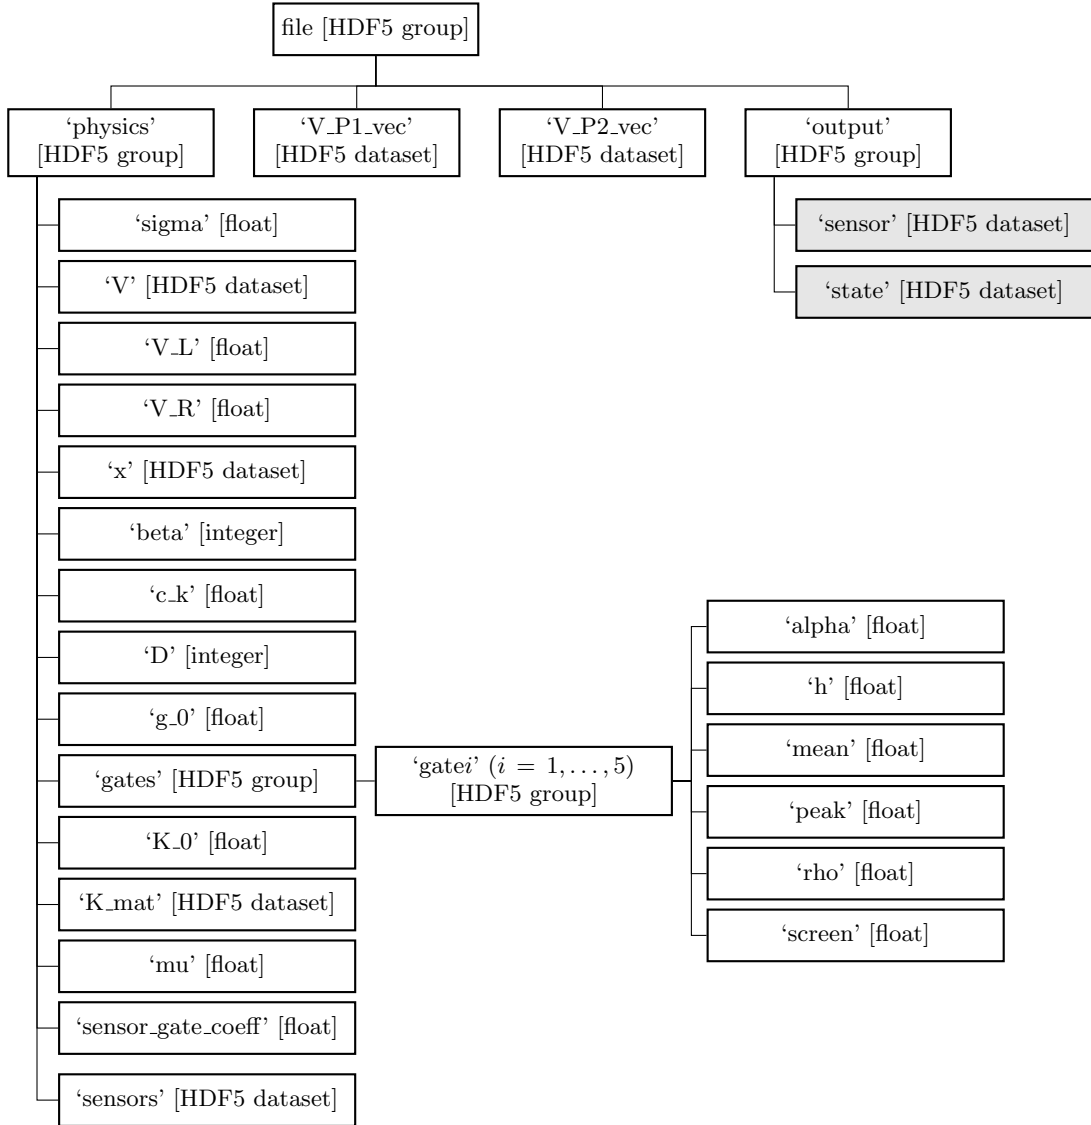 file [HDF5 group]
‘physics’
[HDF5 group]
‘V_P1_vec’
[HDF5 dataset]
‘V_P2_vec’
[HDF5 dataset]
‘output’
[HDF5 group]
‘sensor’ [HDF5 dataset]
‘state’ [HDF5 dataset]
‘sigma’ [float]
‘V’ [HDF5 dataset]
‘V_L’ [float]
‘V_R’ [float]
‘x’ [HDF5 dataset]
‘beta’ [integer]
‘c_k’ [float]
‘D’ [integer]
‘g_0’ [float]
‘gates’ [HDF5 group]
‘K_0’ [float]
‘K_mat’ [HDF5 dataset]
‘mu’ [float]
‘sensor_gate_coeff’ [float]
‘sensors’ [HDF5 dataset]
‘gatei’ (i = 1, . . . , 5)
[HDF5 group]
‘alpha’ [float]
‘h’ [float]
‘mean’ [float]
‘peak’ [float]
‘rho’ [float]
‘screen’ [float]